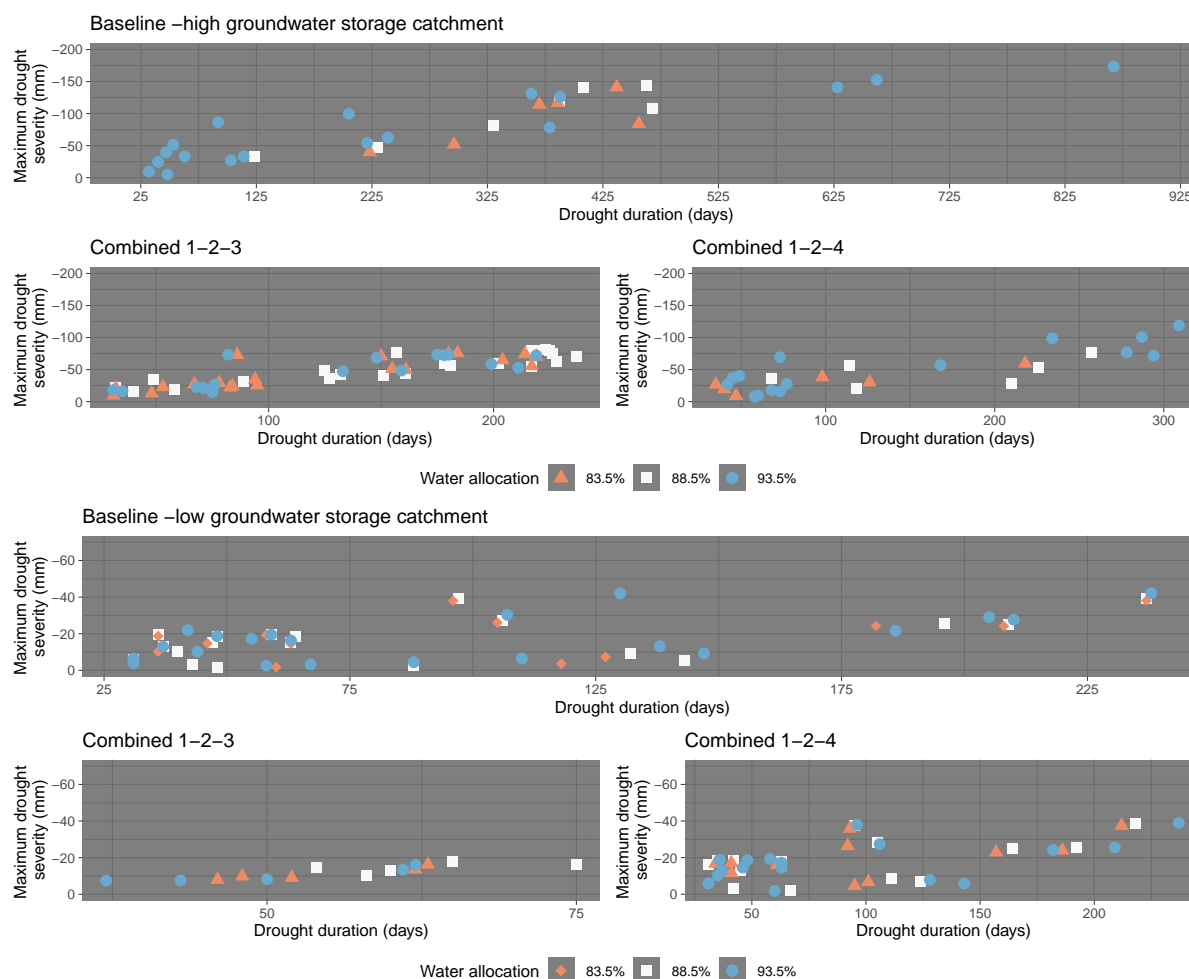 Baseline −high groundwater storage catchment
Maximum drought
severity (mm)
−200
−150
−100
−50
0
25 125 225 325 425 525 625 725 825 925
Drought duration (days)
Combined 1−2−3
Maximum drought
severity (mm)
−200
−150
−100
−50
0
100 200
Drought duration (days)
Combined 1−2−4
Maximum drought
severity (mm)
−200
−150
−100
−50
0
100 200 300
Drought duration (days)
Water allocation 83.5% 88.5% 93.5%
Baseline −low groundwater storage catchment
Maximum drought
severity (mm)
−60
−40
−20
0
25 75 125 175 225
Drought duration (days)
Combined 1−2−3
Maximum drought
severity (mm)
−60
−40
−20
0
50 75
Drought duration (days)
Combined 1−2−4
Maximum drought
severity (mm)
−60
−40
−20
0
50 100 150 200
Drought duration (days)
Water allocation 83.5% 88.5% 93.5%